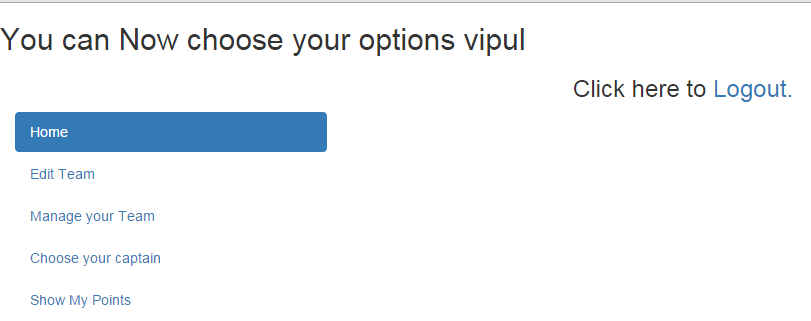 You can Now choose your options vipul
Click here to Logout.
Home
Edit Team
Manage your Team
Choose your captain
Show My Points